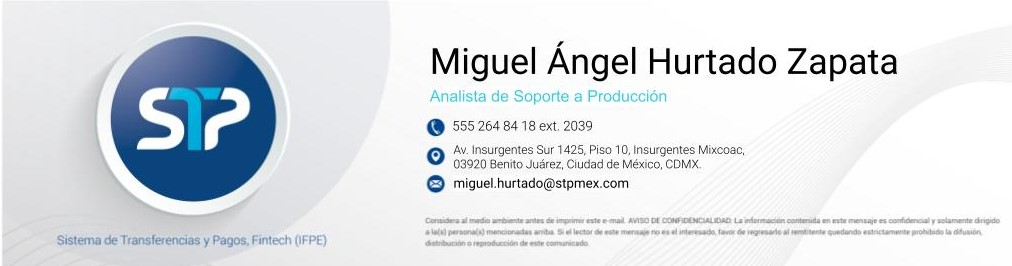 STP
Sistema de Transferencias y Pagos, Fintech (IFPE)
Miguel Ángel Hurtado Zapata
Analista de Soporte a Producción
555 264 84 18 ext. 2039
Av. Insurgentes Sur 1425, Piso 10, Insurgentes Mixcoac,
03920 Benito Juárez, Ciudad de México, CDMX.
miguel.hurtado@stpmex.com
Considera al medio ambiente antes de imprimir este e-mail. AVISO DE CONFIDENCIALIDAD: La información contenida en este mensaje es confidencial y solamente dirigido
a la(s) persona(s) mencionadas arriba. Si el lector de este mensaje no es el interesado, favor de regresarlo al remitente quedando estrictamente prohibido la difusión,
distribución o reproducción de este comunicado.